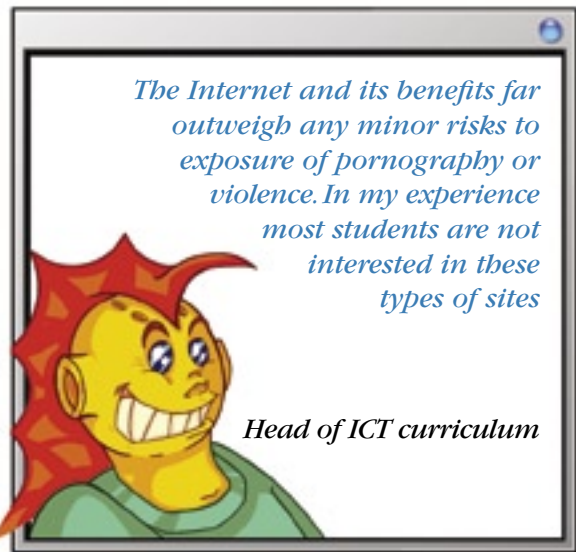 The Internet and its benefits far
outweigh any minor risks to
exposure of pornography or
violence. In my experience
most students are not
interested in these
types of sites
Head of ICT curriculum